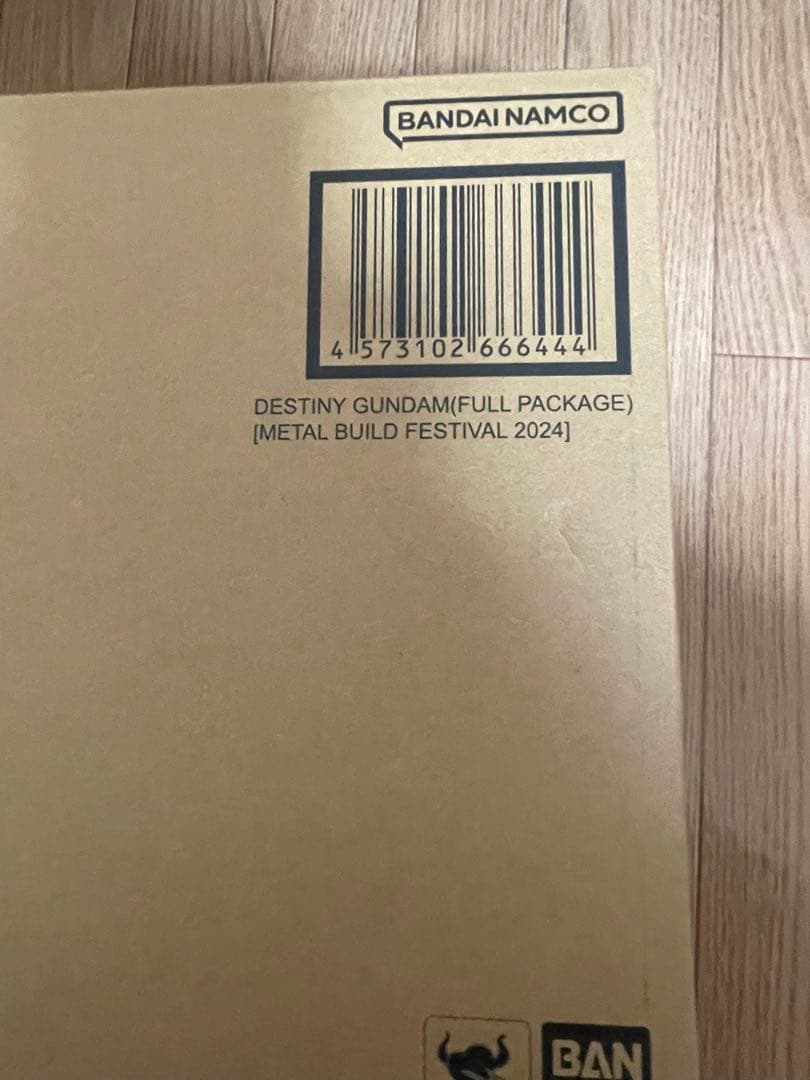 BANDAI NAMCO
4 573102 666444
DESTINY GUNDAM(FULL PACKAGE)
[METAL BUILD FESTIVAL 2024]
BAN